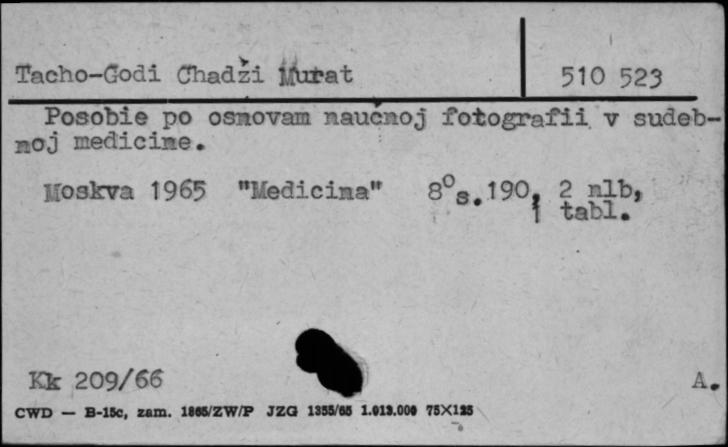 Tacho-Godi Chadži Murat 510 523
Posobie po osnovam naučnoj fotografii v sudeb-
noj medicine.
Moskva 1965 "Medicina" 8⁰s.190, 2 nlb,
1 tabl.
Kk 209/66 A.
CWD — B-15c, zam. 1865/ZW/P JZG 1355/65 1.013.000 75X125